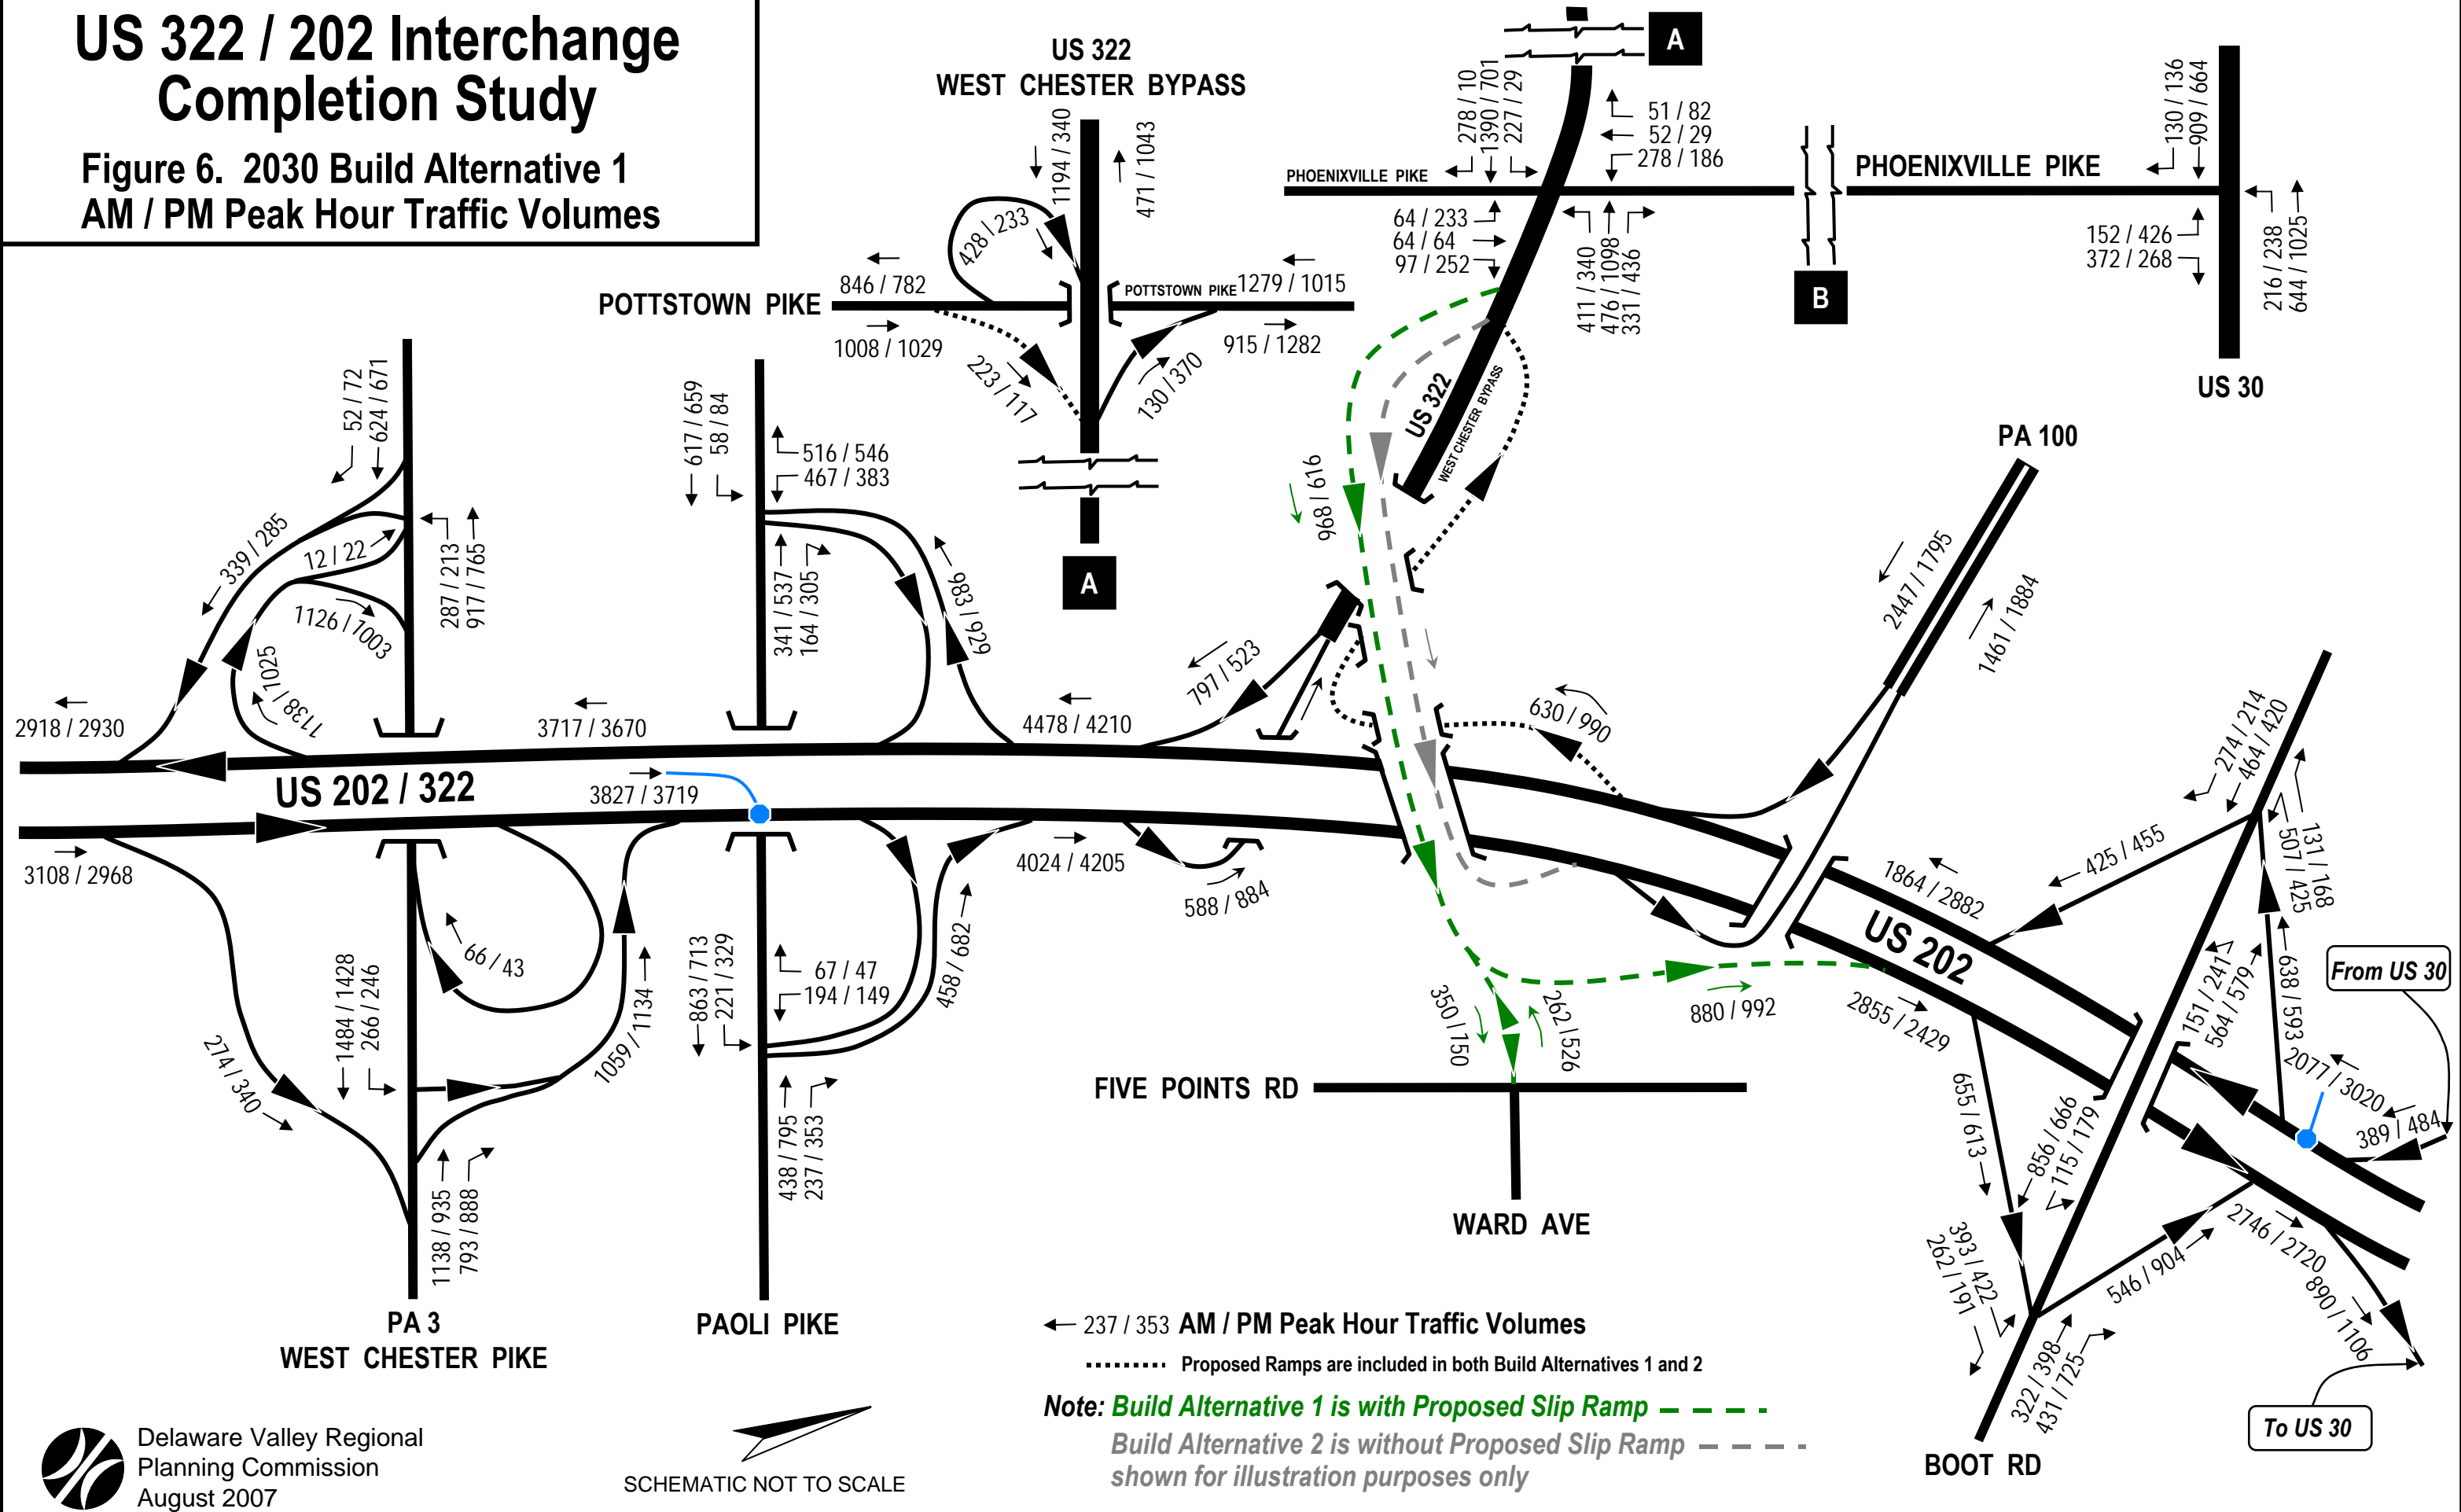 US 322 / 202 Interchange
Completion Study
Figure 6. 2030 Build Alternative 1
AM / PM Peak Hour Traffic Volumes
US 322
WEST CHESTER BYPASS
1194 / 340
471 / 1043
428 / 233
846 / 782
POTTSTOWN PIKE
1008 / 1029
POTTSTOWN PIKE
1279 / 1015
915 / 1282
223 / 117
130 / 370
A
A
278 / 10
1390 / 701
227 / 29
51 / 82
52 / 29
278 / 186
PHOENIXVILLE PIKE
64 / 233
64 / 64
97 / 252
411 / 340
476 / 1098
331 / 436
B
PHOENIXVILLE PIKE
130 / 136
909 / 664
152 / 426
372 / 268
216 / 238
644 / 1025
US 30
US 322
WEST CHESTER BYPASS
898 / 616
PA 100
2447 / 1795
1461 / 1884
52 / 72
624 / 671
339 / 285
12 / 22
1126 / 1003
1138 / 1025
287 / 213
917 / 765
617 / 659
58 / 84
516 / 546
467 / 383
341 / 537
164 / 305
983 / 929
797 / 523
630 / 990
2918 / 2930
3717 / 3670
4478 / 4210
US 202 / 322
3827 / 3719
3108 / 2968
4024 / 4205
588 / 884
66 / 43
274 / 340
1484 / 1428
266 / 246
1059 / 1134
1138 / 935
793 / 888
863 / 713
221 / 329
67 / 47
194 / 149
458 / 682
438 / 795
237 / 353
PA 3
WEST CHESTER PIKE
PAOLI PIKE
350 / 150
262 / 526
880 / 992
FIVE POINTS RD
WARD AVE
US 202
1864 / 2882
2855 / 2429
425 / 455
274 / 214
464 / 420
131 / 168
507 / 425
151 / 241
564 / 579
638 / 593
From US 30
2077 / 3020
389 / 484
655 / 613
856 / 666
115 / 179
393 / 422
262 / 191
322 / 398
431 / 725
546 / 904
2746 / 2720
890 / 1106
To US 30
BOOT RD
237 / 353 AM / PM Peak Hour Traffic Volumes
Proposed Ramps are included in both Build Alternatives 1 and 2
Note: Build Alternative 1 is with Proposed Slip Ramp
Build Alternative 2 is without Proposed Slip Ramp
shown for illustration purposes only
Delaware Valley Regional
Planning Commission
August 2007
SCHEMATIC NOT TO SCALE